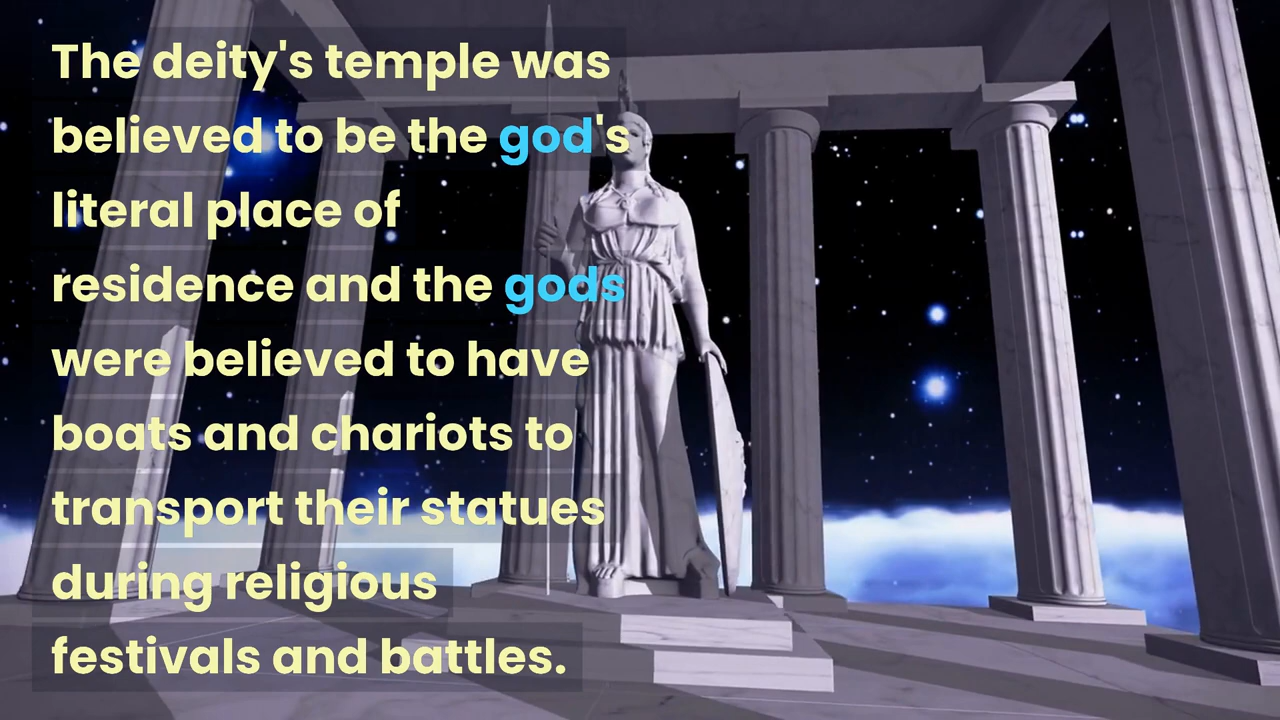 The deity's temple was
believed to be the god's
literal place of
residence and the gods
were believed to have
boats and chariots to
transport their statues
during religious
festivals and battles.